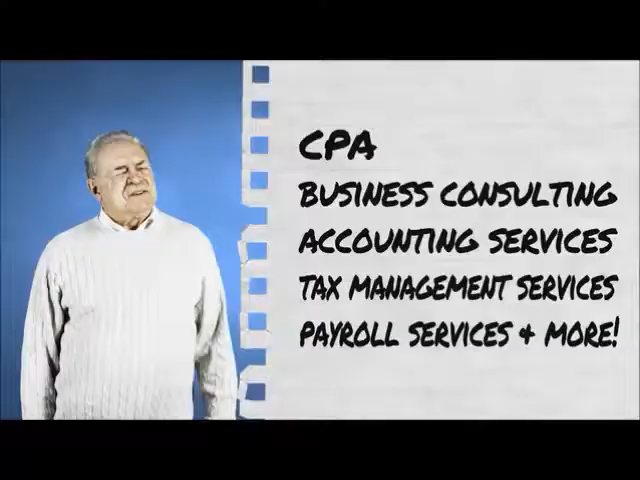 CPA
BUSINESS CONSULTING
ACCOUNTING SERVICES
TAX MANAGEMENT SERVICES
PAYROLL SERVICES & MORE!